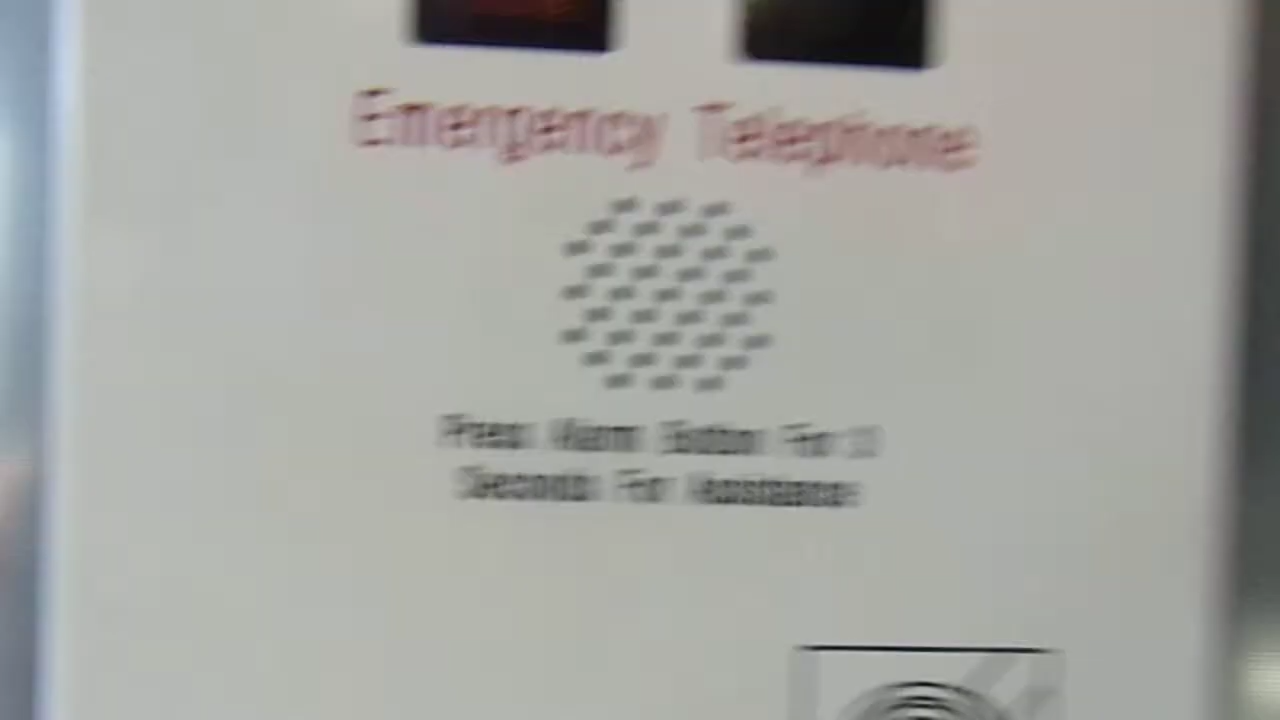 Emergency Telephone
Press Alarm Button For
Seconds For Assistance